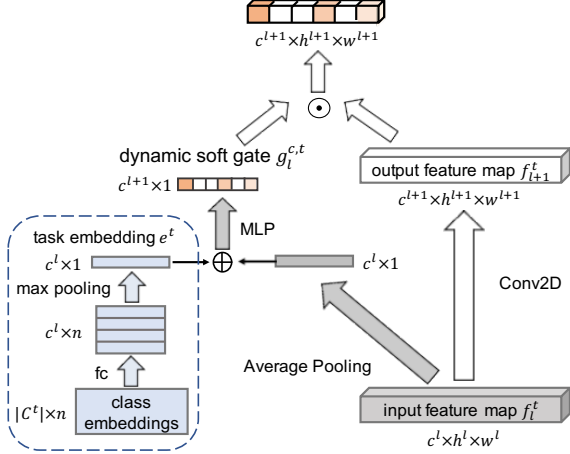 c^{l+1}×h^{l+1}×w^{l+1}
⊙
dynamic soft gate g_l^{c,t}
c^{l+1}×1
output feature map f_{l+1}^t
c^{l+1}×h^{l+1}×w^{l+1}
MLP
task embedding e^t
c^l×1
⊕
c^l×1
max pooling
Conv2D
c^l×n
Average Pooling
fc
|C^t|×n
class
embeddings
input feature map f_l^t
c^l×h^l×w^l